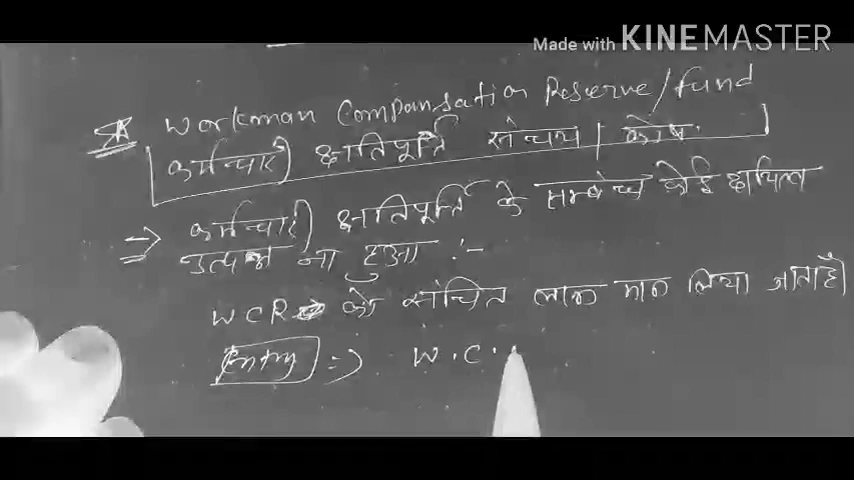 Made with KINEMASTER
Workman Compansation Reserve/fund
कर्मचारी क्षतिपूर्ति संचय/कोष
⇒ कर्मचारी क्षतिपूर्ति के सम्बन्ध कोई दायित्व
उत्पन्न ना हुआ :-
WCR को संचित लाभ मान लिया जाता है।
Entry ⇒ W.C.